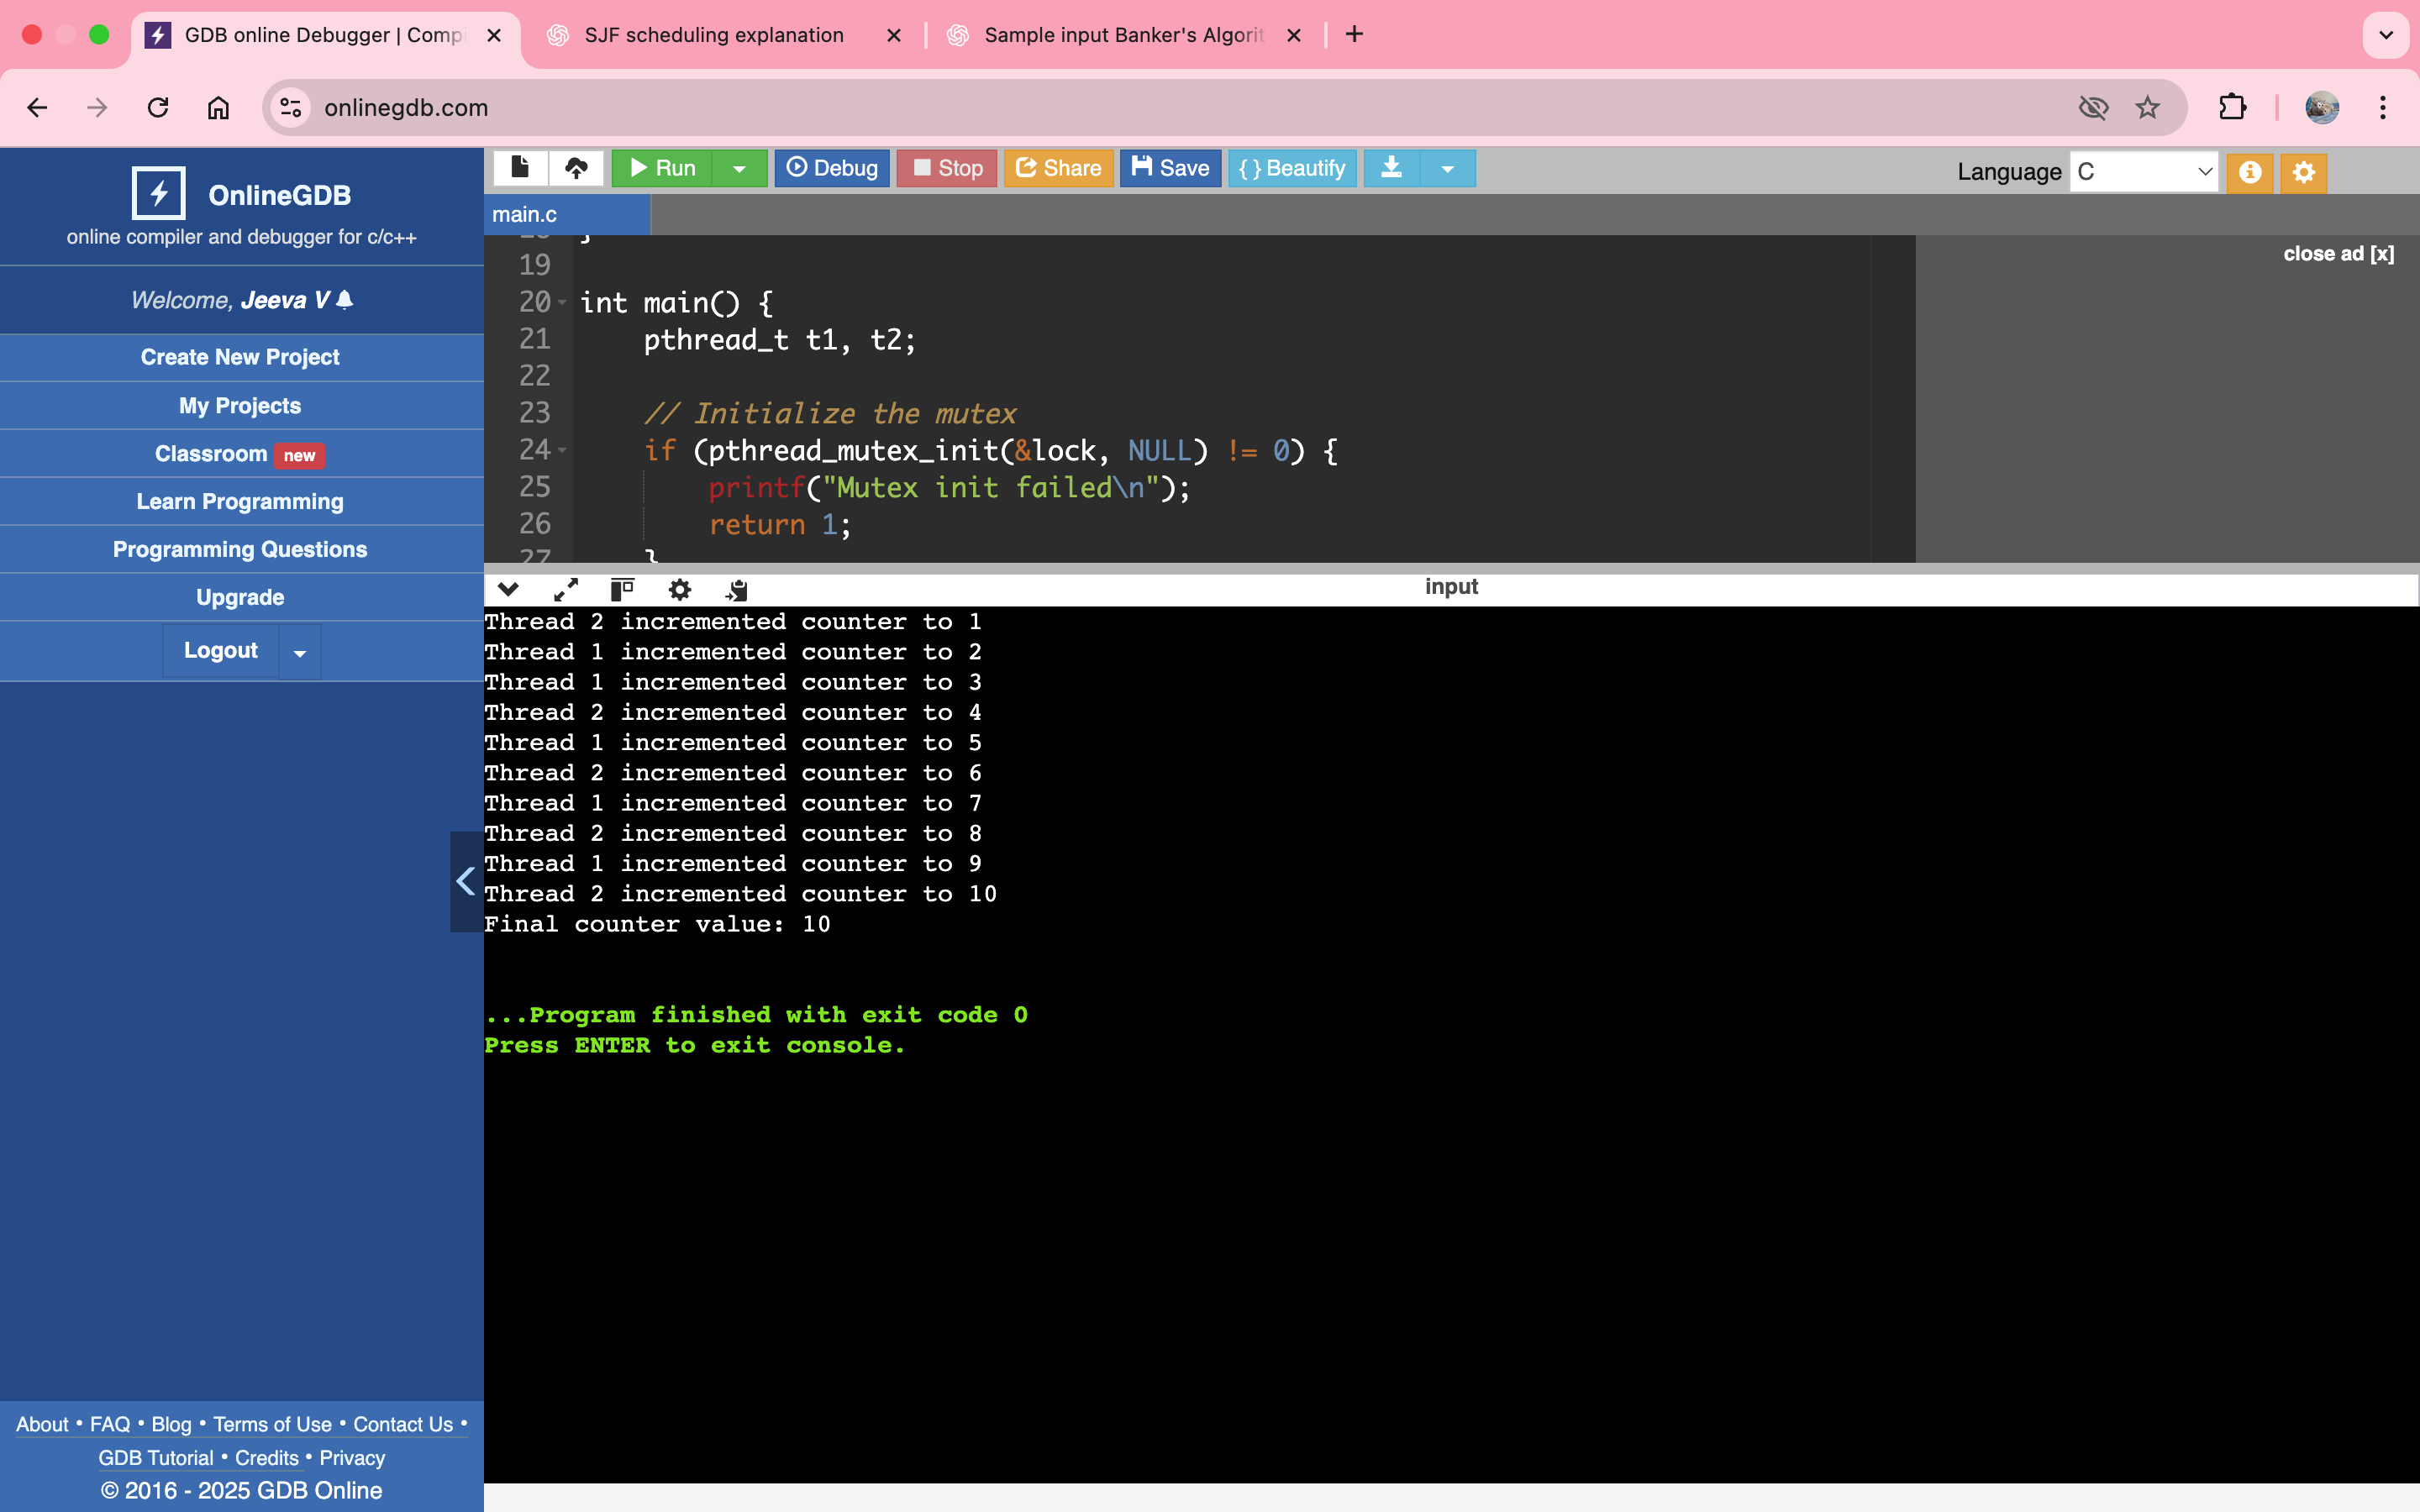 GDB online Debugger | Comp
SJF scheduling explanation
Sample input Banker's Algorit
onlinegdb.com
OnlineGDB
online compiler and debugger for c/c++
Welcome, Jeeva V
Create New Project
My Projects
Classroom new
Learn Programming
Programming Questions
Upgrade
Logout
About • FAQ • Blog • Terms of Use • Contact Us •
GDB Tutorial • Credits • Privacy
© 2016 - 2025 GDB Online
Run Debug Stop Share Save { } Beautify
Language C
main.c
close ad [x]
18 }
19
20 int main() {
21 pthread_t t1, t2;
22
23 // Initialize the mutex
24 if (pthread_mutex_init(&lock, NULL) != 0) {
25 printf("Mutex init failed\n");
26 return 1;
27 }
input
Thread 2 incremented counter to 1
Thread 1 incremented counter to 2
Thread 1 incremented counter to 3
Thread 2 incremented counter to 4
Thread 1 incremented counter to 5
Thread 2 incremented counter to 6
Thread 1 incremented counter to 7
Thread 2 incremented counter to 8
Thread 1 incremented counter to 9
Thread 2 incremented counter to 10
Final counter value: 10
...Program finished with exit code 0
Press ENTER to exit console.